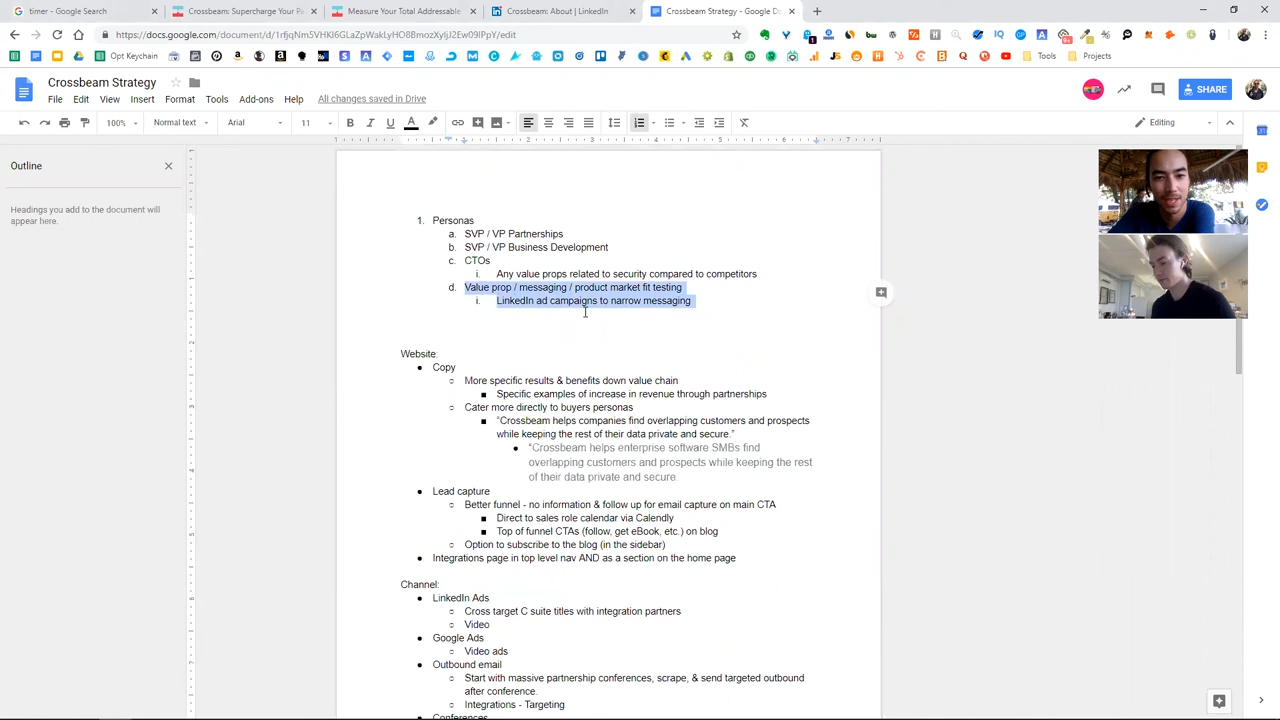 timer - Google Search
Crossbeam: Supercharge Your Pa
Measure Your Total Addressable
Crossbeam: About | LinkedIn
Crossbeam Strategy - Google Do
Opt Keychain
Tools
Projects
Crossbeam Strategy
File Edit View Insert Format Tools Add-ons Help All changes saved in Drive
SHARE
100% Normal text Arial 11 Editing
Outline
Headings you add to the document will
appear here.
1. Personas
a. SVP / VP Partnerships
b. SVP / VP Business Development
c. CTOs
i. Any value props related to security compared to competitors
d. Value prop / messaging / product market fit testing
i. LinkedIn ad campaigns to narrow messaging
Website:
● Copy
○ More specific results & benefits down value chain
■ Specific examples of increase in revenue through partnerships
○ Cater more directly to buyers personas
■ “Crossbeam helps companies find overlapping customers and prospects
while keeping the rest of their data private and secure.”
● “Crossbeam helps enterprise software SMBs find
overlapping customers and prospects while keeping the rest
of their data private and secure.
● Lead capture
○ Better funnel - no information & follow up for email capture on main CTA
■ Direct to sales role calendar via Calendly
■ Top of funnel CTAs (follow, get eBook, etc.) on blog
○ Option to subscribe to the blog (in the sidebar)
● Integrations page in top level nav AND as a section on the home page
Channel:
● LinkedIn Ads
○ Cross target C suite titles with integration partners
○ Video
● Google Ads
○ Video ads
● Outbound email
○ Start with massive partnership conferences, scrape, & send targeted outbound
after conference.
○ Integrations - Targeting
● Conferences